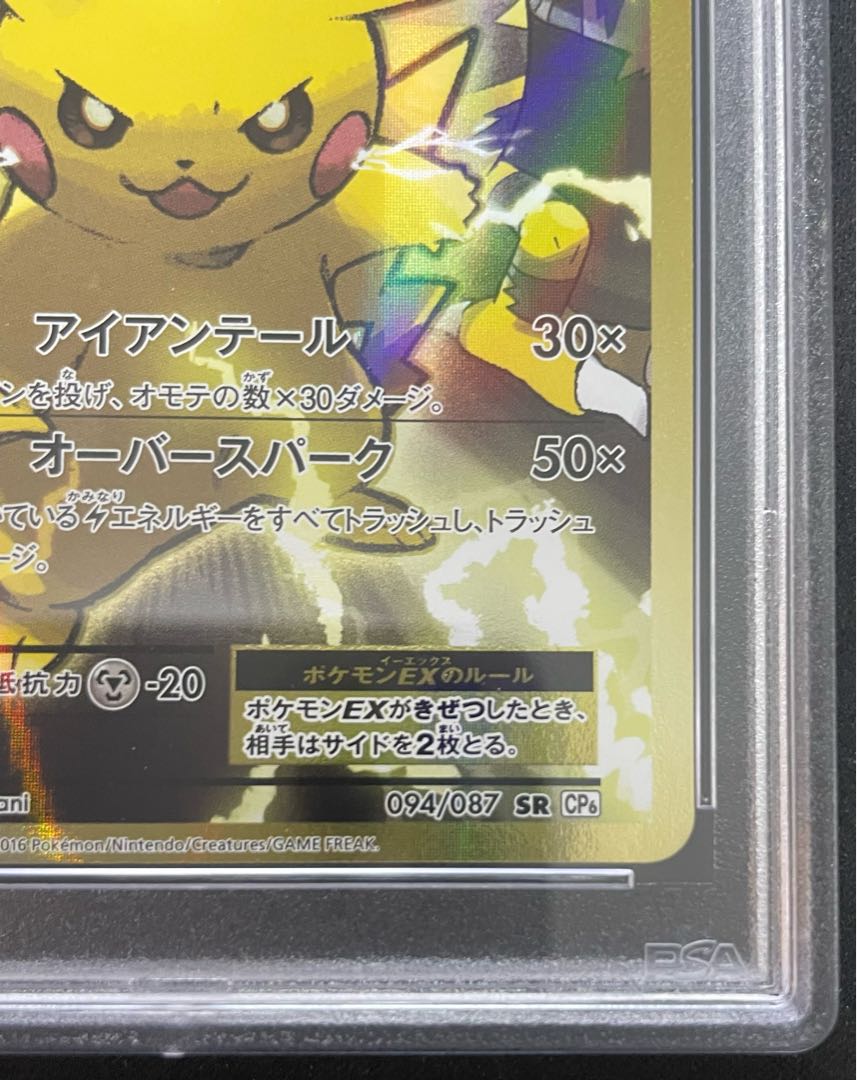 アイアンテール 30×
ンを投げ、オモテの数×30ダメージ。
オーバースパーク 50×
ているエネルギーをすべてトラッシュし、トラッシュ
ージ。
抵抗力 -20
ポケモンEXのルール
ポケモンEXがきぜつしたとき、
相手はサイドを2枚とる。
ani 094/087 SR CP6
016 Pokémon/Nintendo/Creatures/GAME FREAK.
PSA